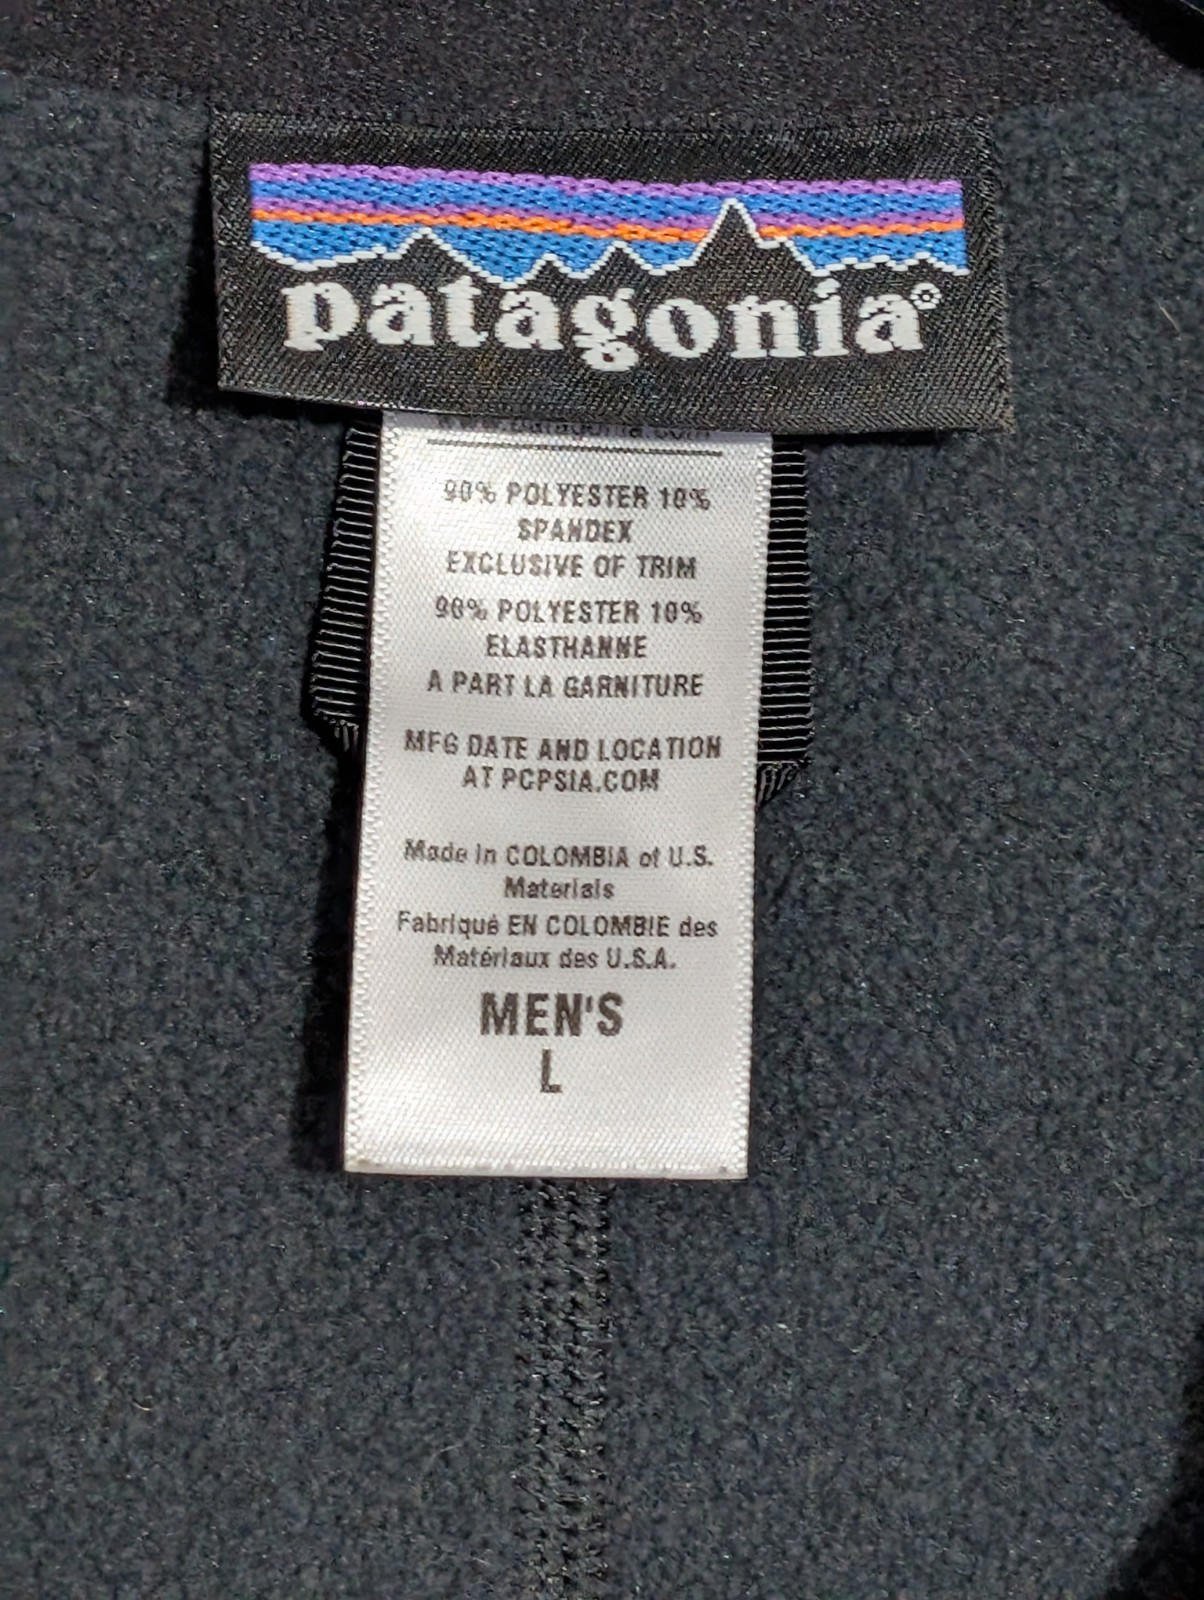 patagonia®
90% POLYESTER 10%
SPANDEX
EXCLUSIVE OF TRIM
90% POLYESTER 10%
ELASTHANNE
A PART LA GARNITURE
MFG DATE AND LOCATION
AT PCPSIA.COM
Made in COLOMBIA of U.S.
Materials
Fabriqué EN COLOMBIE des
Matériaux des U.S.A.
MEN'S
L